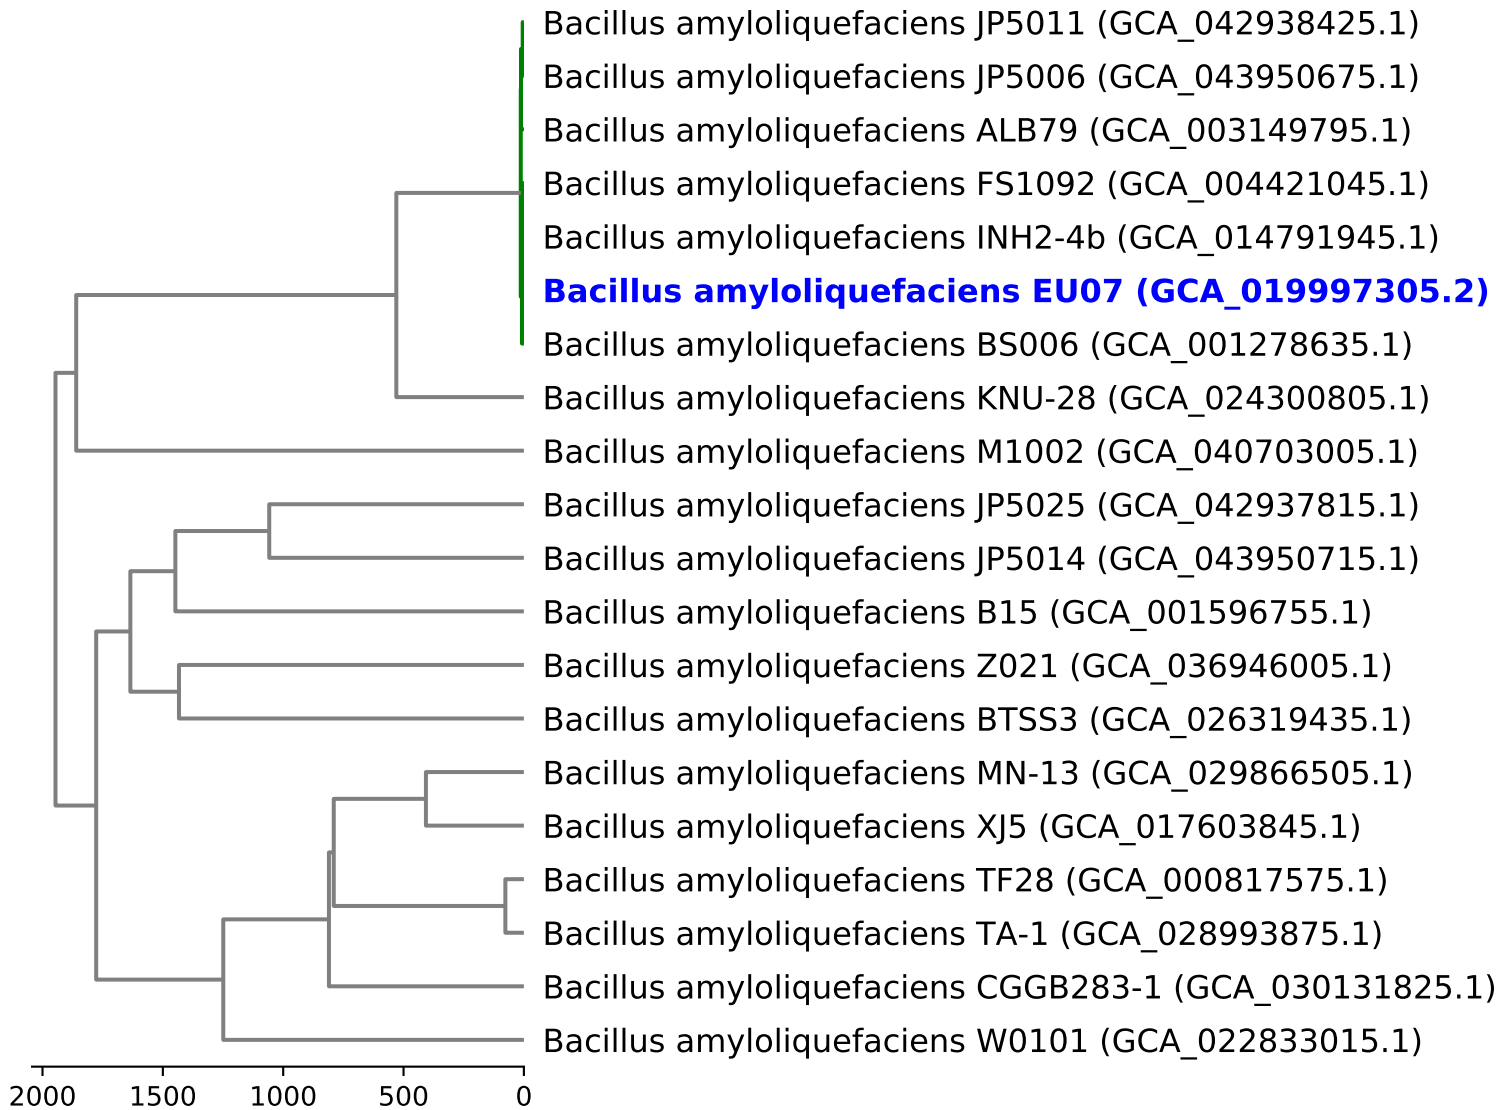 Bacillus amyloliquefaciens JP5011 (GCA_042938425.1)
Bacillus amyloliquefaciens JP5006 (GCA_043950675.1)
Bacillus amyloliquefaciens ALB79 (GCA_003149795.1)
Bacillus amyloliquefaciens FS1092 (GCA_004421045.1)
Bacillus amyloliquefaciens INH2-4b (GCA_014791945.1)
Bacillus amyloliquefaciens EU07 (GCA_019997305.2)
Bacillus amyloliquefaciens BS006 (GCA_001278635.1)
Bacillus amyloliquefaciens KNU-28 (GCA_024300805.1)
Bacillus amyloliquefaciens M1002 (GCA_040703005.1)
Bacillus amyloliquefaciens JP5025 (GCA_042937815.1)
Bacillus amyloliquefaciens JP5014 (GCA_043950715.1)
Bacillus amyloliquefaciens B15 (GCA_001596755.1)
Bacillus amyloliquefaciens Z021 (GCA_036946005.1)
Bacillus amyloliquefaciens BTSS3 (GCA_026319435.1)
Bacillus amyloliquefaciens MN-13 (GCA_029866505.1)
Bacillus amyloliquefaciens XJ5 (GCA_017603845.1)
Bacillus amyloliquefaciens TF28 (GCA_000817575.1)
Bacillus amyloliquefaciens TA-1 (GCA_028993875.1)
Bacillus amyloliquefaciens CGGB283-1 (GCA_030131825.1)
Bacillus amyloliquefaciens W0101 (GCA_022833015.1)
2000 1500 1000 500 0